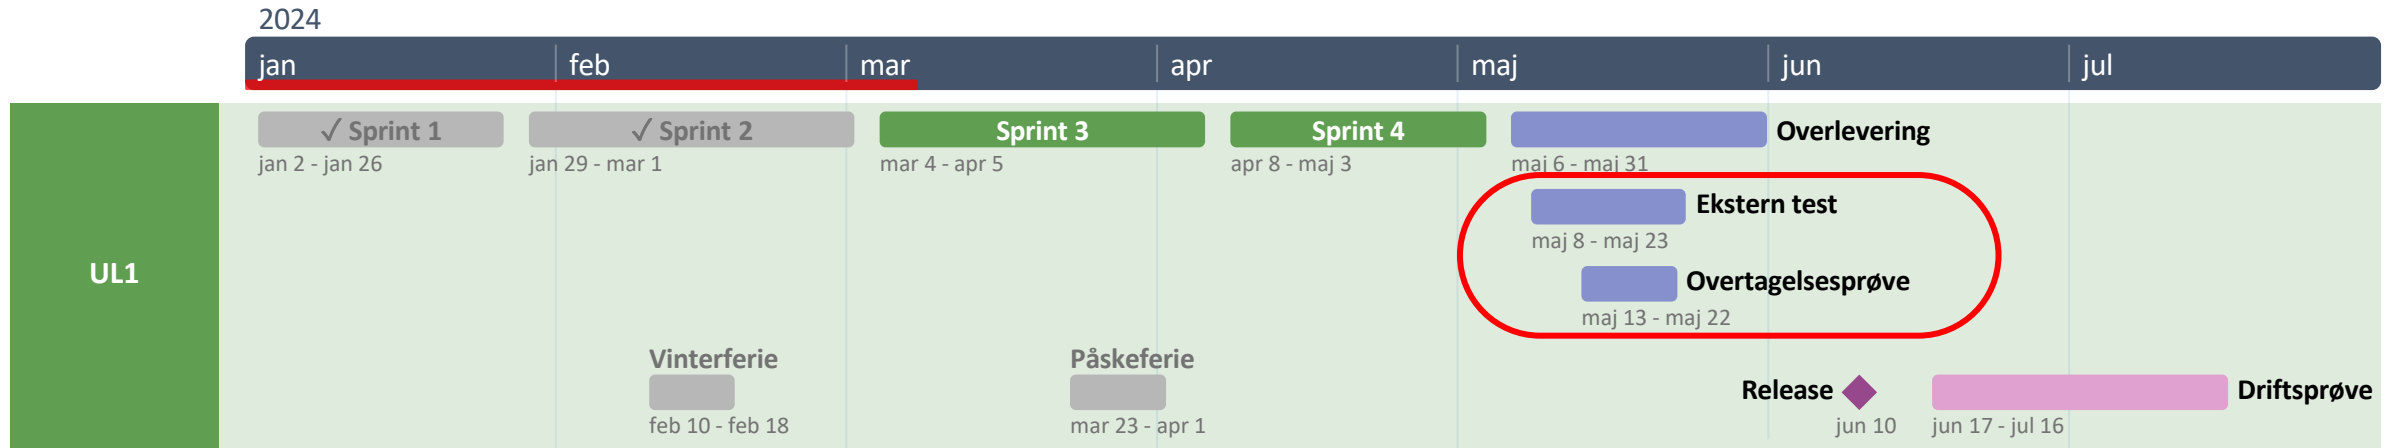 2024
jan feb mar apr maj jun jul
✓ Sprint 1 ✓ Sprint 2 Sprint 3 Sprint 4 Overlevering
jan 2 - jan 26 jan 29 - mar 1 mar 4 - apr 5 apr 8 - maj 3 maj 6 - maj 31
Ekstern test
maj 8 - maj 23
UL1
Overtagelsesprøve
maj 13 - maj 22
Vinterferie Påskeferie
Release Driftsprøve
feb 10 - feb 18 mar 23 - apr 1 jun 10 jun 17 - jul 16